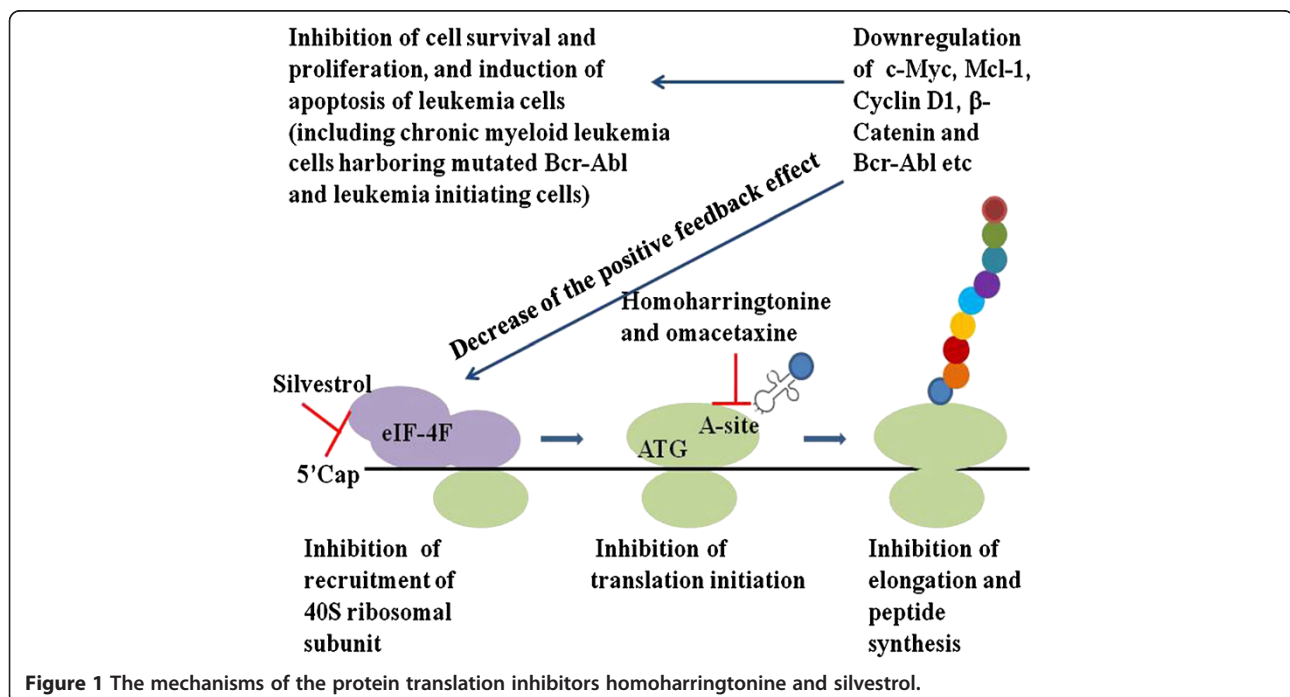 Inhibition of cell survival and
proliferation, and induction of
apoptosis of leukemia cells
(including chronic myeloid leukemia
cells harboring mutated Bcr-Abl
and leukemia initiating cells)
Downregulation
of c-Myc, Mcl-1,
Cyclin D1, β-
Catenin and
Bcr-Abl etc
Decrease of the positive feedback effect
Homoharringtonine
and omacetaxine
Silvestrol
eIF-4F
5’Cap
A-site
ATG
Inhibition of
recruitment of
40S ribosomal
subunit
Inhibition of
translation initiation
Inhibition of
elongation and
peptide
synthesis
Figure 1 The mechanisms of the protein translation inhibitors homoharringtonine and silvestrol.